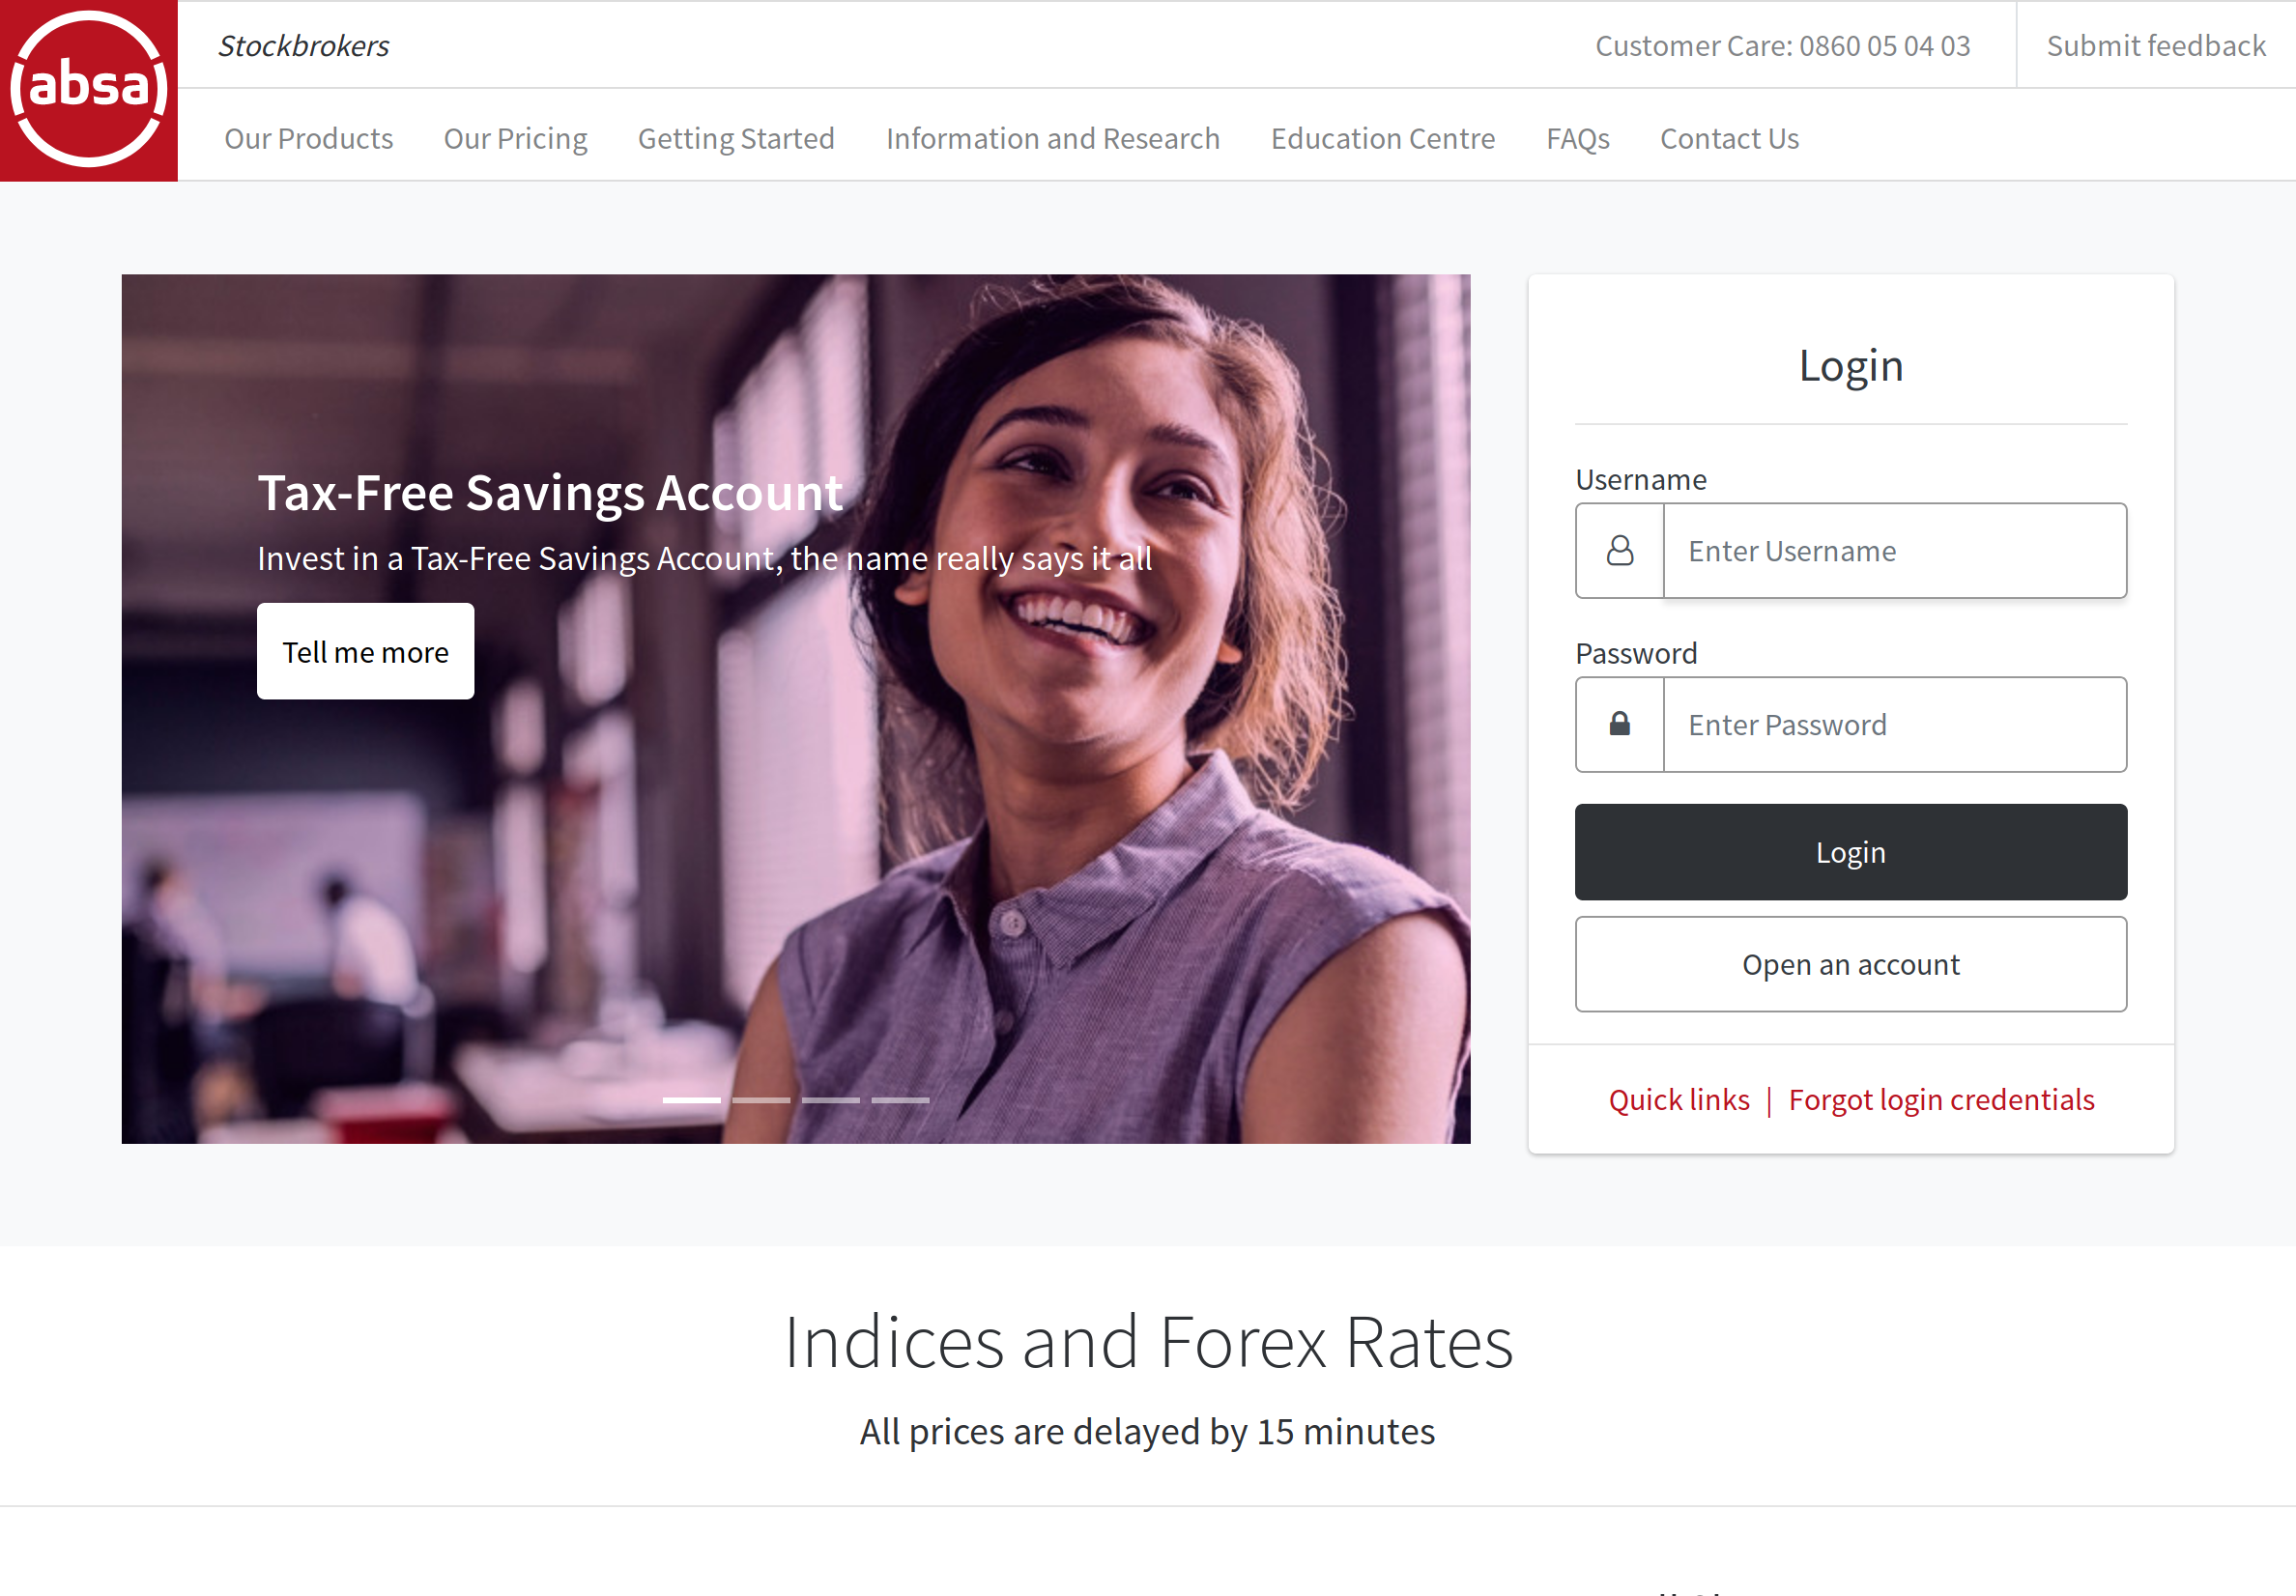 absa
Stockbrokers
Customer Care: 0860 05 04 03
Submit feedback
Our Products
Our Pricing
Getting Started
Information and Research
Education Centre
FAQs
Contact Us
Tax-Free Savings Account
Invest in a Tax-Free Savings Account, the name really says it all
Tell me more
Login
Username
Enter Username
Password
Enter Password
Login
Open an account
Quick links | Forgot login credentials
Indices and Forex Rates
All prices are delayed by 15 minutes